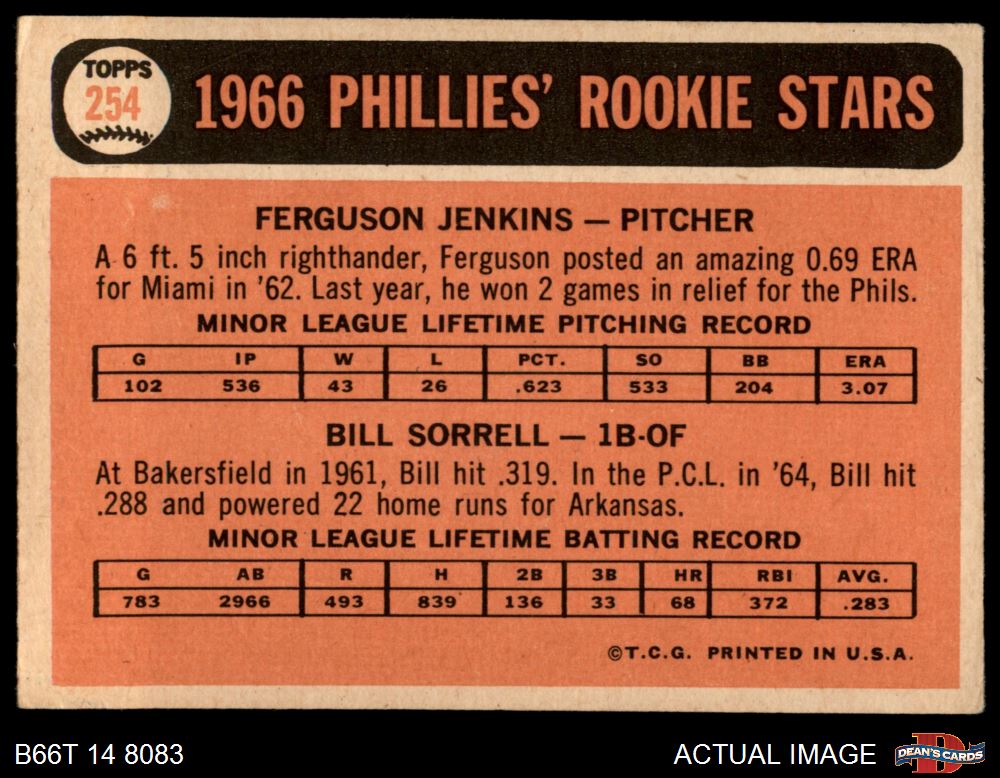 TOPPS
254
1966 PHILLIES' ROOKIE STARS
FERGUSON JENKINS — PITCHER
A 6 ft. 5 inch righthander, Ferguson posted an amazing 0.69 ERA
for Miami in '62. Last year, he won 2 games in relief for the Phils.
MINOR LEAGUE LIFETIME PITCHING RECORD
G IP W L PCT. SO BB ERA
102 536 43 26 .623 533 204 3.07
BILL SORRELL — 1B-OF
At Bakersfield in 1961, Bill hit .319. In the P.C.L. in '64, Bill hit
.288 and powered 22 home runs for Arkansas.
MINOR LEAGUE LIFETIME BATTING RECORD
G AB R H 2B 3B HR RBI AVG.
783 2966 493 839 136 33 68 372 .283
©T.C.G. PRINTED IN U.S.A.
B66T 14 8083 ACTUAL IMAGE DEAN'S CARDS